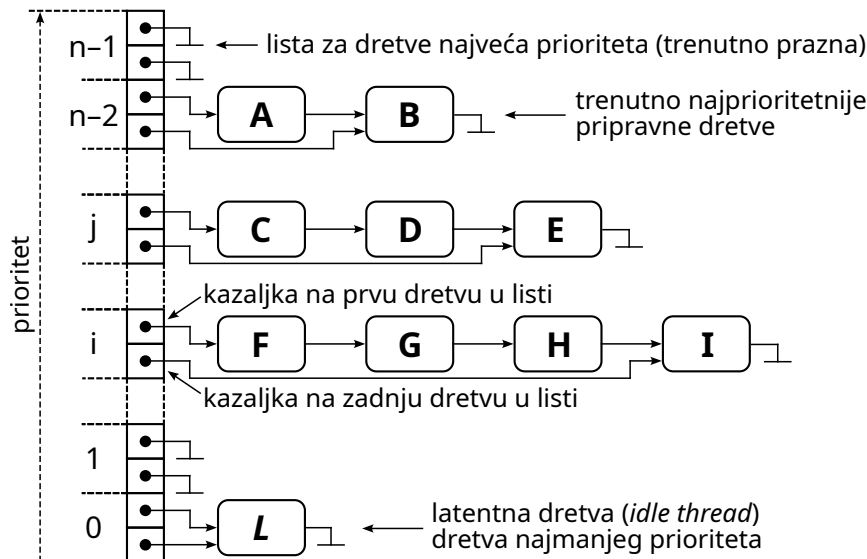 n–1
lista za dretve najveća prioriteta (trenutno prazna)
n–2
A
B
trenutno najprioritetnije
pripravne dretve
j
C
D
E
prioritet
kazaljka na prvu dretvu u listi
i
F
G
H
I
kazaljka na zadnju dretvu u listi
1
0
L
latentna dretva (idle thread)
dretva najmanjeg prioriteta